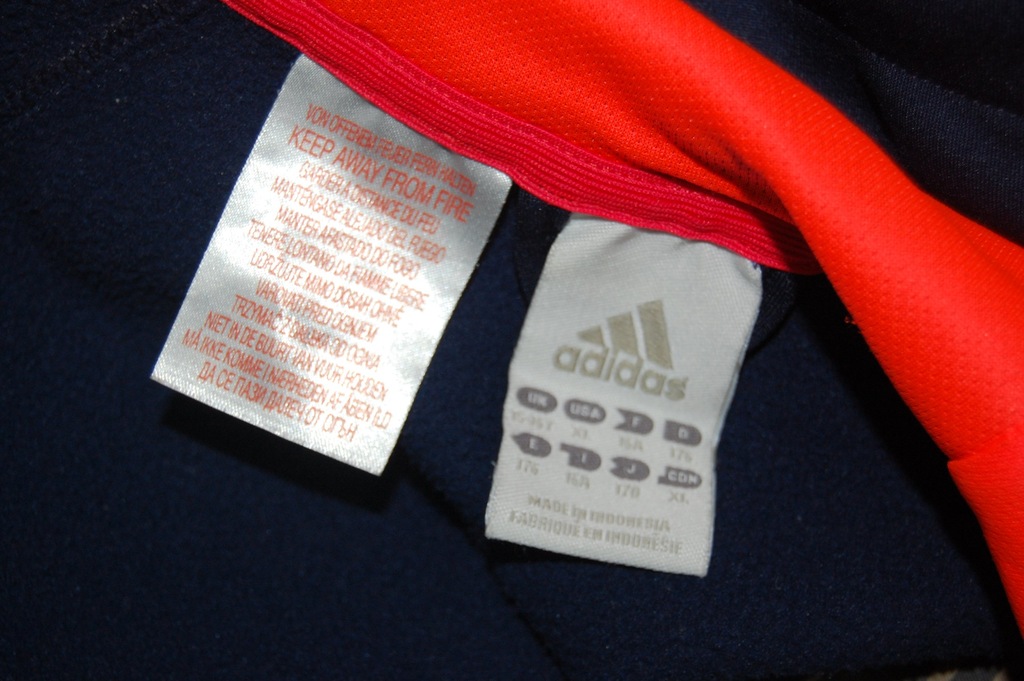 VON OFFENEM FEUER FERN HALTEN
KEEP AWAY FROM FIRE
GARDER A DISTANCE DU FEU
MANTENGASE ALEJADO DEL FUEGO
MANTER AFASTADO DO FOGO
TENERE LONTANO DA FIAMME LIBERE
UDRŽUJTE MIMO DOSAH OHNĚ
VAROVAT PRED OGNJEM
TRZYMAĆ Z DALEKA OD OGNIA
NIET IN DE BUURT VAN VUUR HOUDEN
MÅ IKKE KOMME I NÆRHEDEN AF ÅBEN ILD
ДА СЕ ПАЗИ ДАЛЕЧ ОТ ОГЪН
adidas
UK USA F D
XL 16A 176
E I J CDN
176 16A 170 XL
MADE IN INDONESIA
FABRIQUE EN INDONESIE